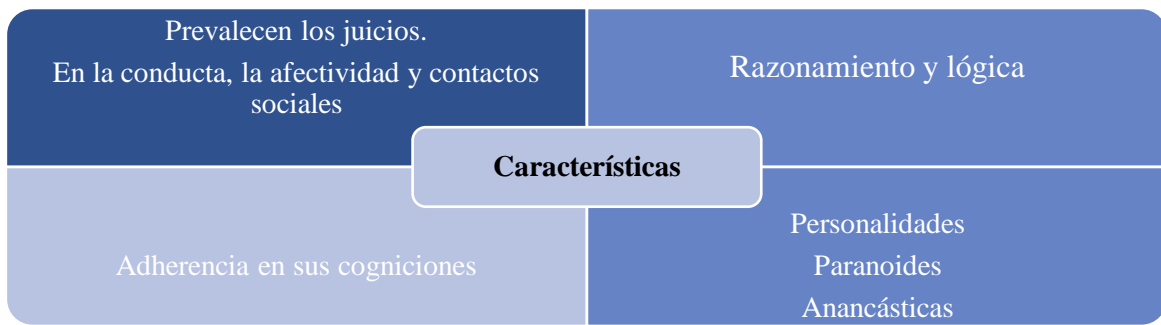 Prevalecen los juicios.
En la conducta, la afectividad y contactos
sociales
Razonamiento y lógica
Característícas
Adherencia en sus cogniciones
Personalidades
Paranoides
Anancásticas